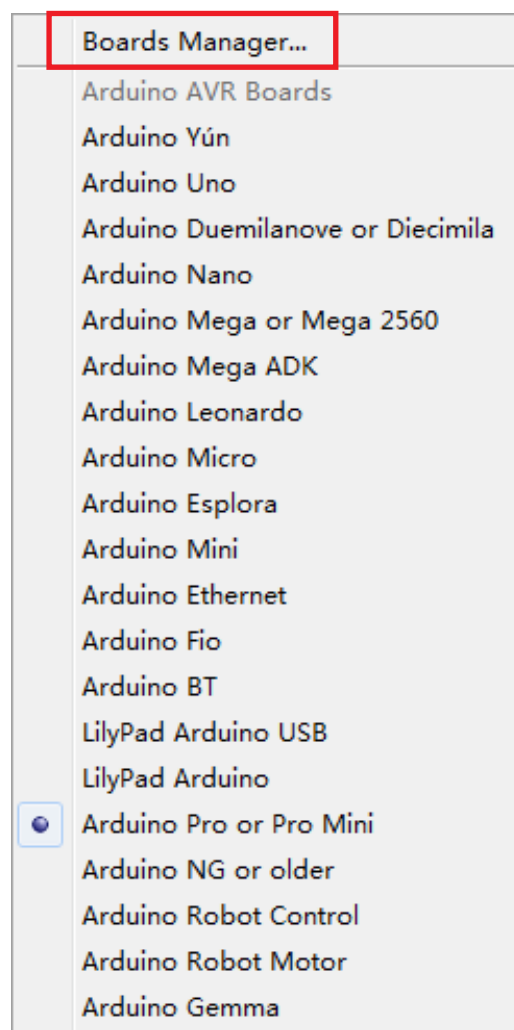 Boards Manager...
Arduino AVR Boards
Arduino Yún
Arduino Uno
Arduino Duemilanove or Diecimila
Arduino Nano
Arduino Mega or Mega 2560
Arduino Mega ADK
Arduino Leonardo
Arduino Micro
Arduino Esplora
Arduino Mini
Arduino Ethernet
Arduino Fio
Arduino BT
LilyPad Arduino USB
LilyPad Arduino
Arduino Pro or Pro Mini
Arduino NG or older
Arduino Robot Control
Arduino Robot Motor
Arduino Gemma